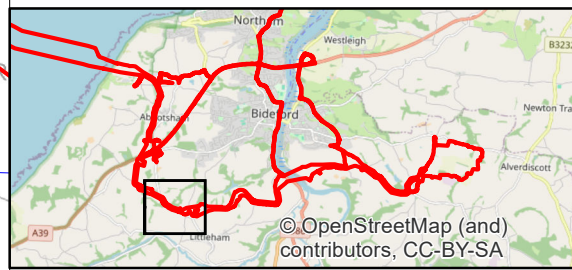 Northam
Westleigh
B3232
Abbotsham
Bideford
Newton Tra
Alverdiscott
A39
Littleham
© OpenStreetMap (and)
contributors, CC-BY-SA